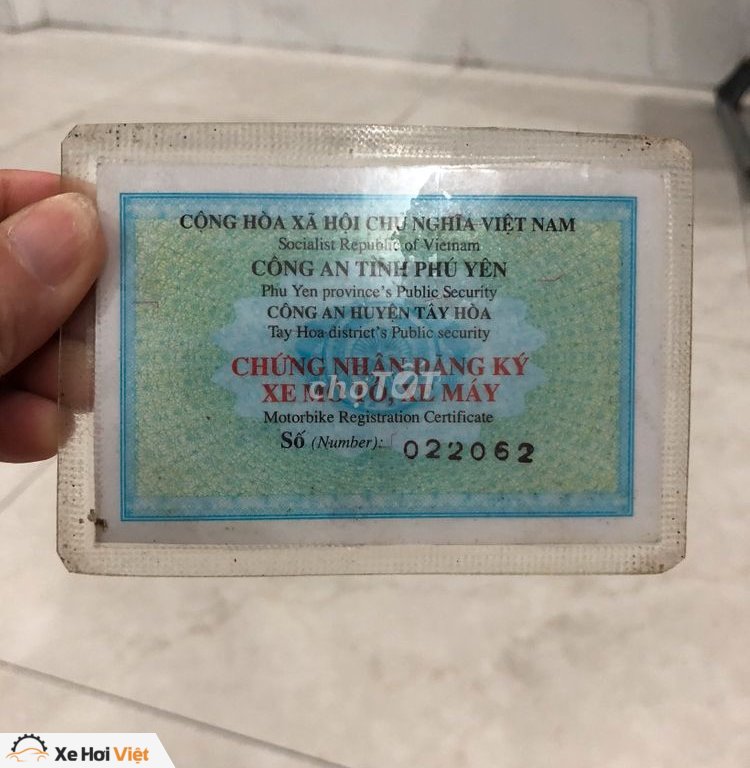 CỘNG HÒA XÃ HỘI CHỦ NGHĨA VIỆT NAM
Socialist Republic of Vietnam
CÔNG AN TỈNH PHÚ YÊN
Phu Yen province's Public Security
CÔNG AN HUYỆN TÂY HÒA
Tay Hoa district's Public security
CHỨNG NHẬN ĐĂNG KÝ
XE MÔ TÔ, XE MÁY
chợTỐT
Motorbike Registration Certificate
Số (Number): 022062
Xe Hơi Việt